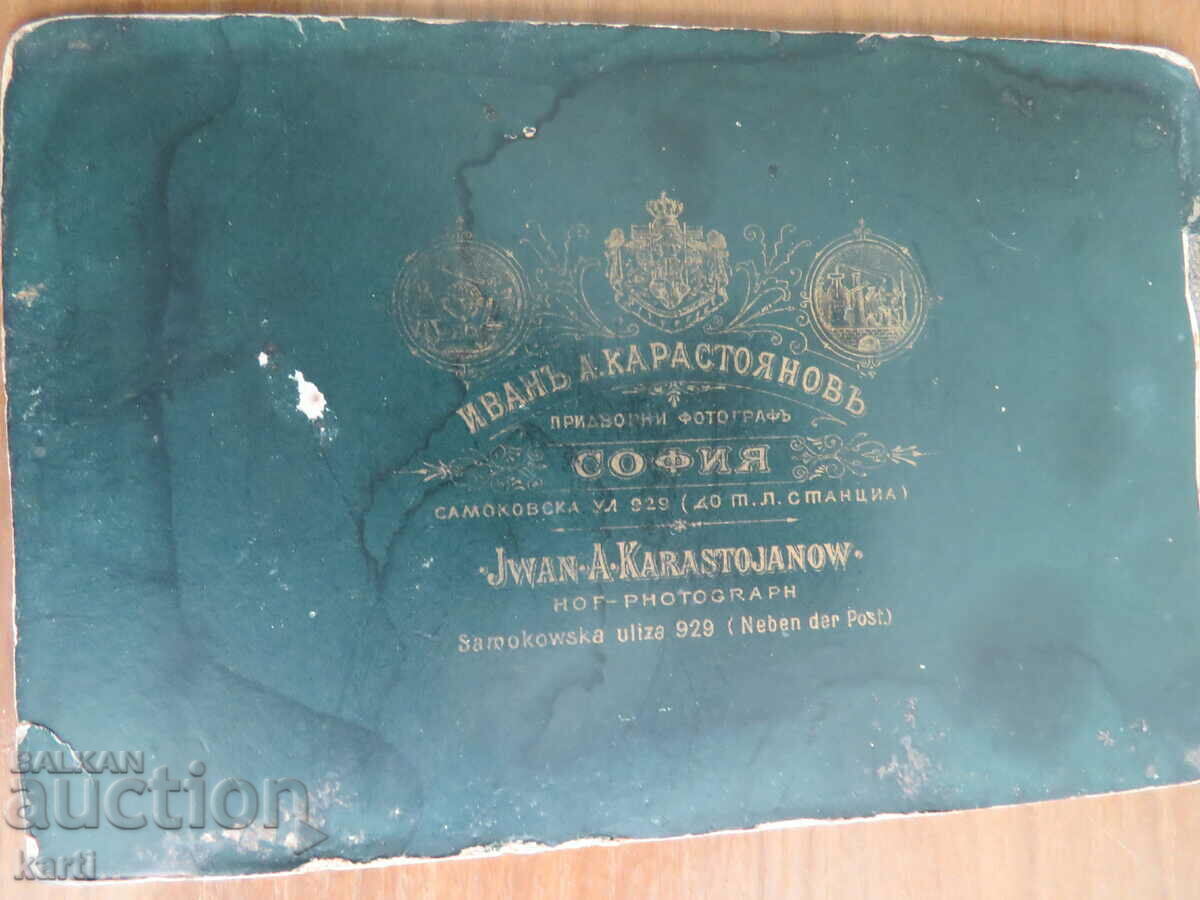 ИВАНЪ А. КАРАСТОЯНОВЪ
ПРИДВОРНИ ФОТОГРАФЪ
СОФИЯ
САМОКОВСКА УЛ 929 (ДО Т.П. СТАНЦИА)
·JWAN·A·KARASTOJANOW·
HOF-PHOTOGRAPH
Samokowska uliza 929 (Neben der Post.)
BALKAN
auction
karti